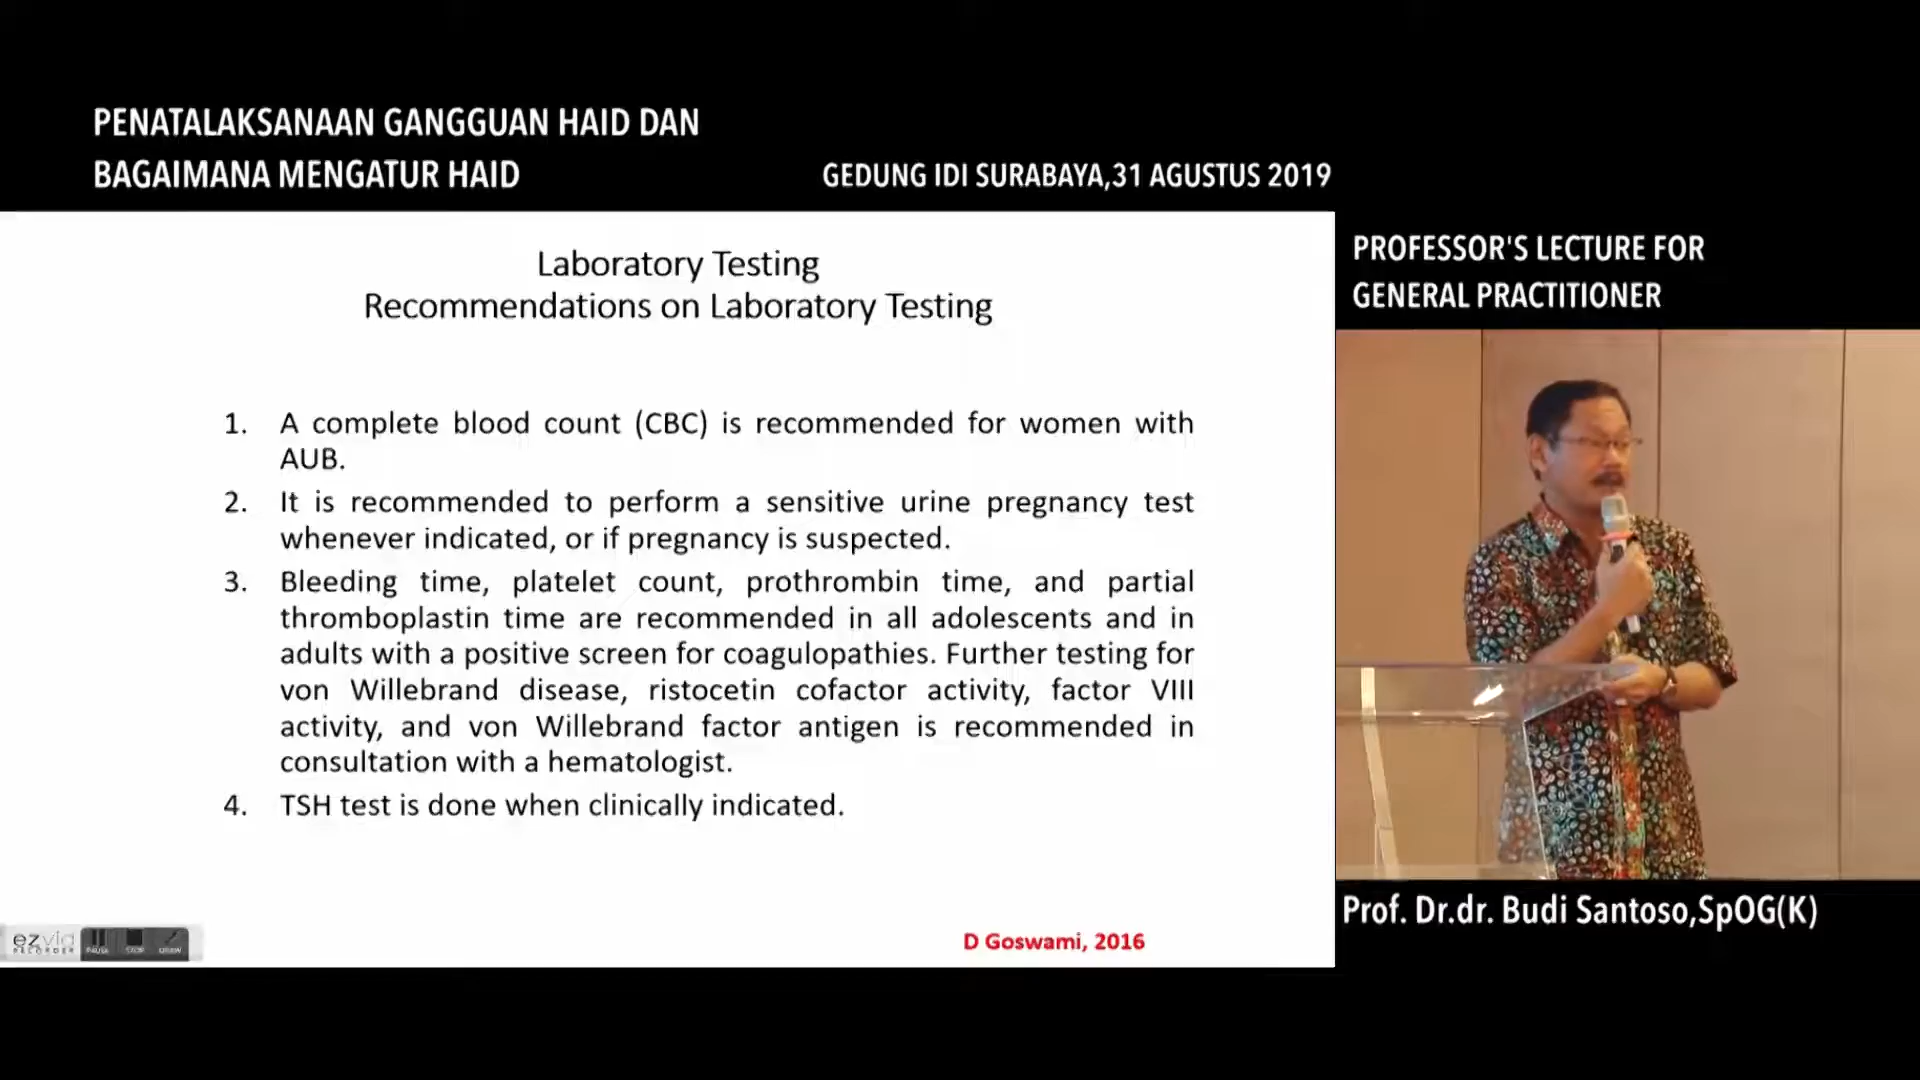 PENATALAKSANAAN GANGGUAN HAID DAN
BAGAIMANA MENGATUR HAID
GEDUNG IDI SURABAYA,31 AGUSTUS 2019
Laboratory Testing
Recommendations on Laboratory Testing
1. A complete blood count (CBC) is recommended for women with
AUB.
2. It is recommended to perform a sensitive urine pregnancy test
whenever indicated, or if pregnancy is suspected.
3. Bleeding time, platelet count, prothrombin time, and partial
thromboplastin time are recommended in all adolescents and in
adults with a positive screen for coagulopathies. Further testing for
von Willebrand disease, ristocetin cofactor activity, factor VIII
activity, and von Willebrand factor antigen is recommended in
consultation with a hematologist.
4. TSH test is done when clinically indicated.
D Goswami, 2016
ezvid
RECORDER
PAUSE STOP DRAW
PROFESSOR'S LECTURE FOR
GENERAL PRACTITIONER
Prof. Dr.dr. Budi Santoso,SpOG(K)